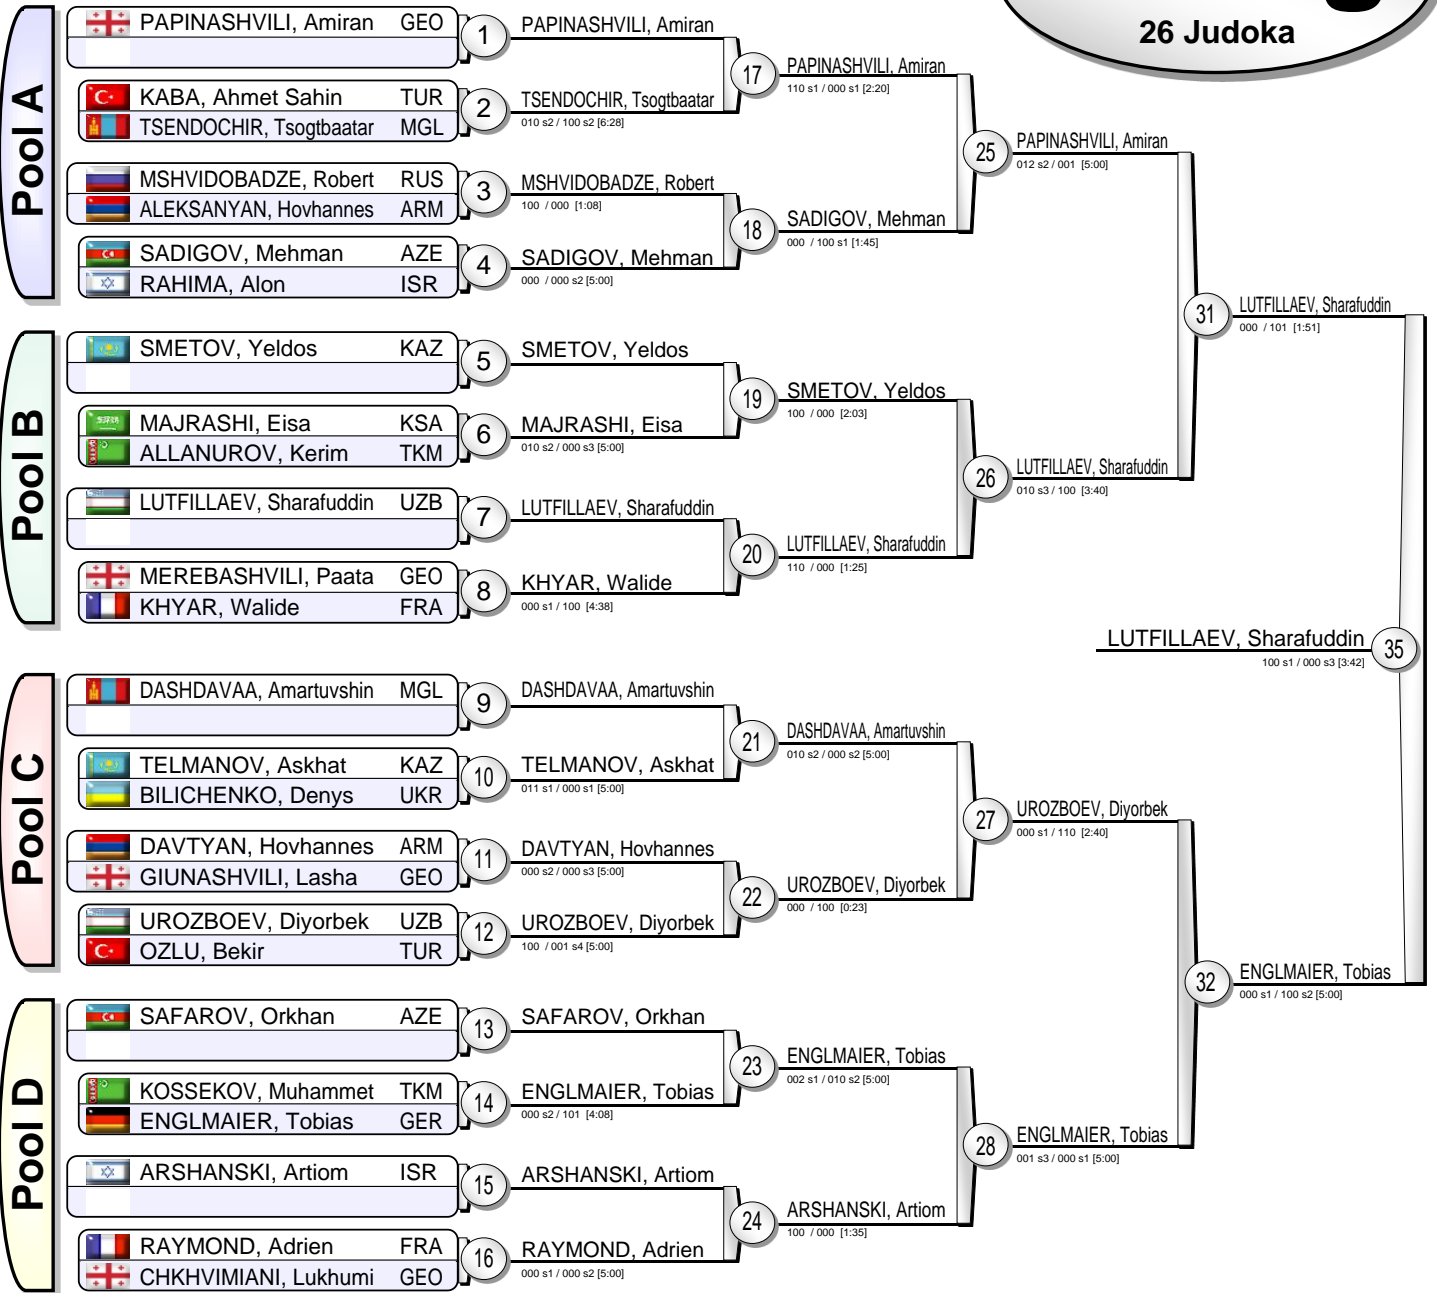 26 Judoka
Pool A
PAPINASHVILI, Amiran GEO
1
PAPINASHVILI, Amiran
KABA, Ahmet Sahin TUR
TSENDOCHIR, Tsogtbaatar MGL
2
TSENDOCHIR, Tsogtbaatar
010 s2 / 100 s2 [6:28]
17
PAPINASHVILI, Amiran
110 s1 / 000 s1 [2:20]
MSHVIDOBADZE, Robert RUS
ALEKSANYAN, Hovhannes ARM
3
MSHVIDOBADZE, Robert
100 / 000 [1:08]
SADIGOV, Mehman AZE
RAHIMA, Alon ISR
4
SADIGOV, Mehman
000 / 000 s2 [5:00]
18
SADIGOV, Mehman
000 / 100 s1 [1:45]
25
PAPINASHVILI, Amiran
012 s2 / 001 [5:00]
Pool B
SMETOV, Yeldos KAZ
5
SMETOV, Yeldos
MAJRASHI, Eisa KSA
ALLANUROV, Kerim TKM
6
MAJRASHI, Eisa
010 s2 / 000 s3 [5:00]
19
SMETOV, Yeldos
100 / 000 [2:03]
LUTFILLAEV, Sharafuddin UZB
7
LUTFILLAEV, Sharafuddin
MEREBASHVILI, Paata GEO
KHYAR, Walide FRA
8
KHYAR, Walide
000 s1 / 100 [4:38]
20
LUTFILLAEV, Sharafuddin
110 / 000 [1:25]
26
LUTFILLAEV, Sharafuddin
010 s3 / 100 [3:40]
31
LUTFILLAEV, Sharafuddin
000 / 101 [1:51]
LUTFILLAEV, Sharafuddin
35
100 s1 / 000 s3 [3:42]
Pool C
DASHDAVAA, Amartuvshin MGL
9
DASHDAVAA, Amartuvshin
TELMANOV, Askhat KAZ
BILICHENKO, Denys UKR
10
TELMANOV, Askhat
011 s1 / 000 s1 [5:00]
21
DASHDAVAA, Amartuvshin
010 s2 / 000 s2 [5:00]
DAVTYAN, Hovhannes ARM
GIUNASHVILI, Lasha GEO
11
DAVTYAN, Hovhannes
000 s2 / 000 s3 [5:00]
UROZBOEV, Diyorbek UZB
OZLU, Bekir TUR
12
UROZBOEV, Diyorbek
100 / 001 s4 [5:00]
22
UROZBOEV, Diyorbek
000 / 100 [0:23]
27
UROZBOEV, Diyorbek
000 s1 / 110 [2:40]
Pool D
SAFAROV, Orkhan AZE
13
SAFAROV, Orkhan
KOSSEKOV, Muhammet TKM
ENGLMAIER, Tobias GER
14
ENGLMAIER, Tobias
000 s2 / 101 [4:08]
23
ENGLMAIER, Tobias
002 s1 / 010 s2 [5:00]
ARSHANSKI, Artiom ISR
15
ARSHANSKI, Artiom
RAYMOND, Adrien FRA
CHKHVIMIANI, Lukhumi GEO
16
RAYMOND, Adrien
000 s1 / 000 s2 [5:00]
24
ARSHANSKI, Artiom
100 / 000 [1:35]
28
ENGLMAIER, Tobias
001 s3 / 000 s1 [5:00]
32
ENGLMAIER, Tobias
000 s1 / 100 s2 [5:00]